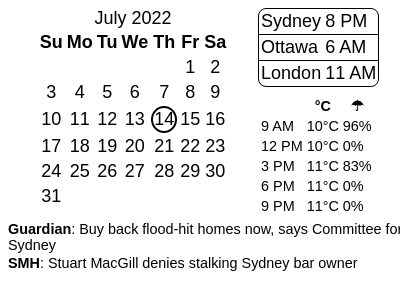 July 2022
Su Mo Tu We Th Fr Sa
1 2
3 4 5 6 7 8 9
10 11 12 13 14 15 16
17 18 19 20 21 22 23
24 25 26 27 28 29 30
31
Sydney 8 PM
Ottawa 6 AM
London 11 AM
°C ☂
9 AM 10°C 96%
12 PM 10°C 0%
3 PM 11°C 83%
6 PM 11°C 0%
9 PM 11°C 0%
Guardian: Buy back flood-hit homes now, says Committee for
Sydney
SMH: Stuart MacGill denies stalking Sydney bar owner